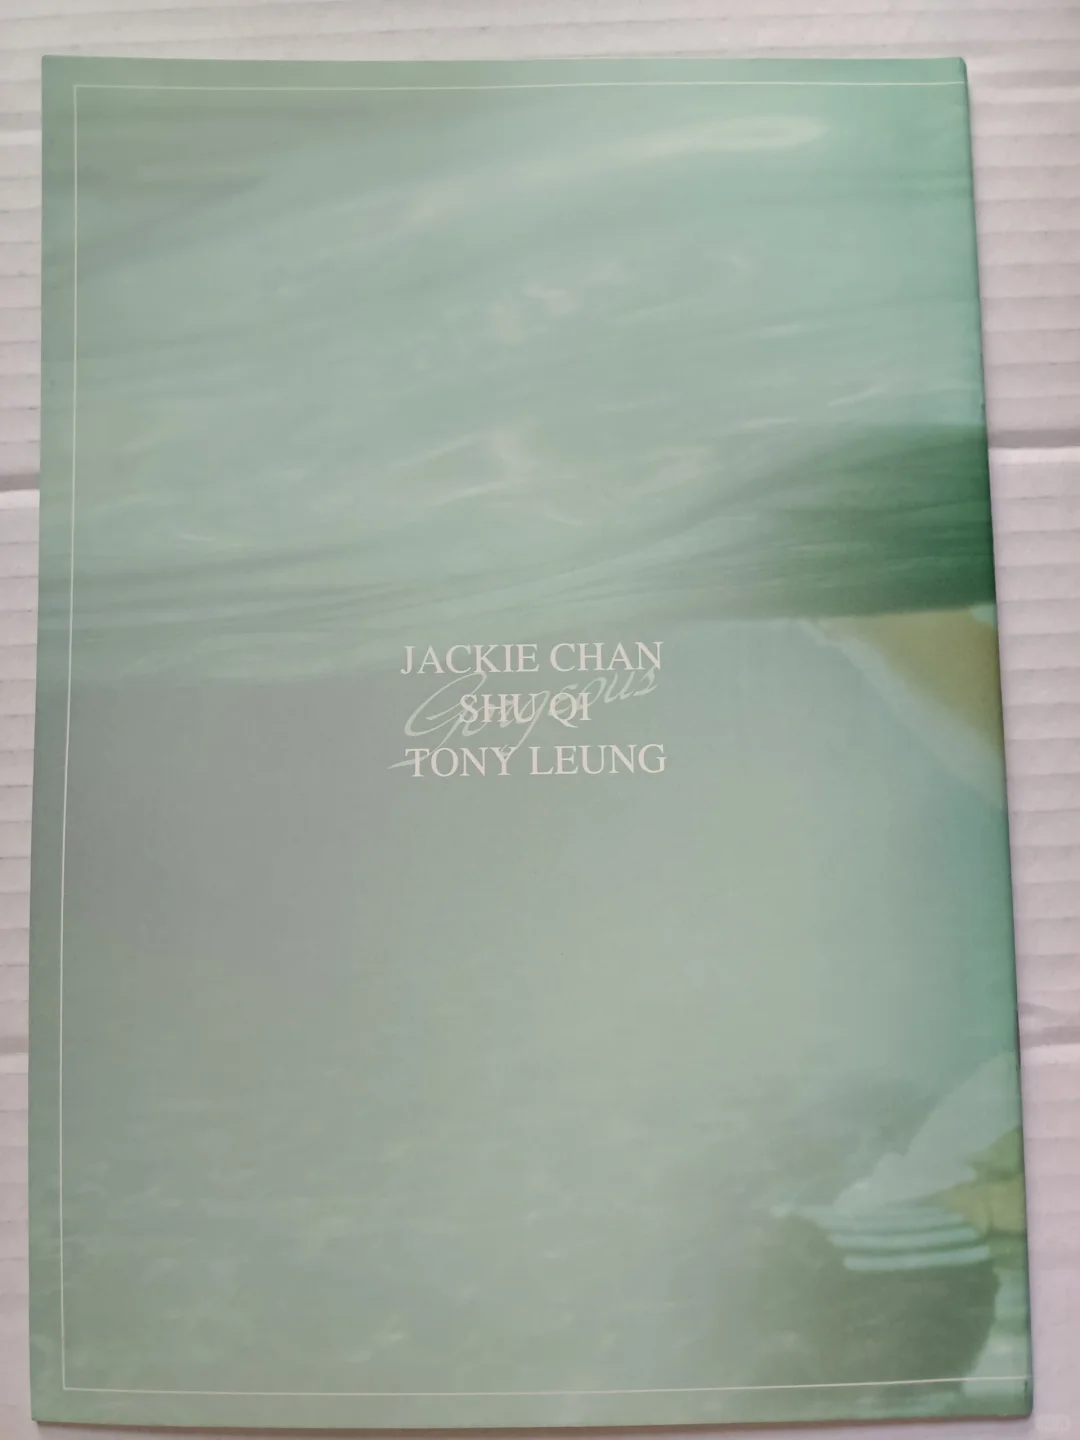 JACKIE CHAN
Gorgeous
SHU QI
TONY LEUNG